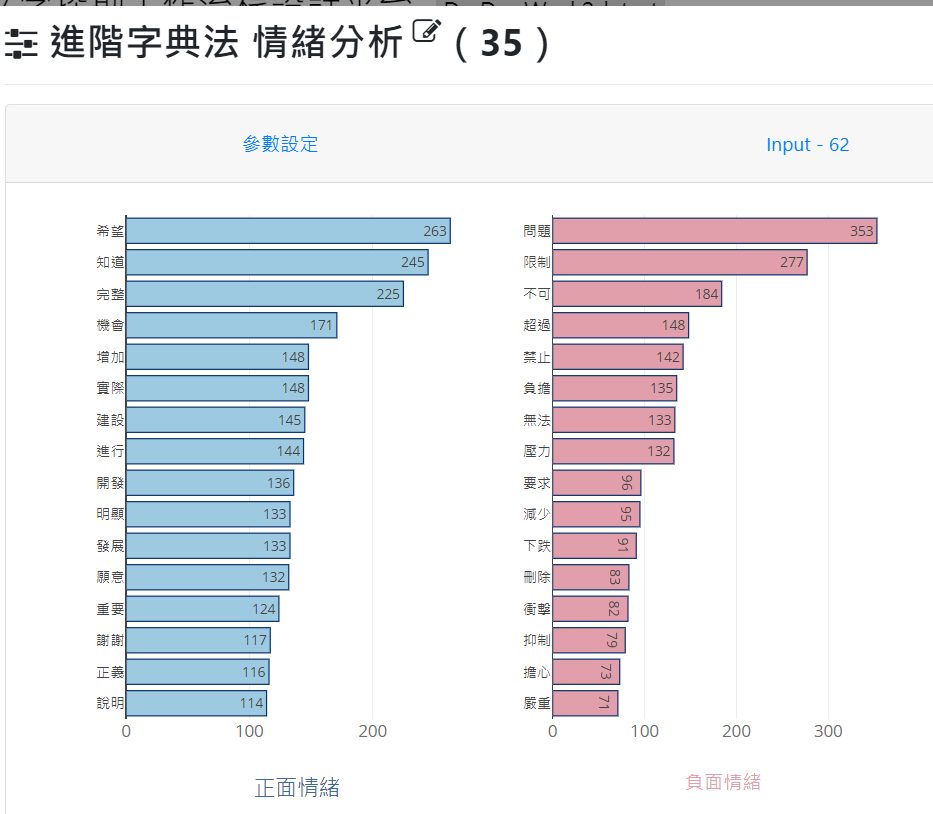 進階字典法 情緒分析 ( 35 )
參數設定
Input - 62
希望 263
知道 245
完整 225
機會 171
增加 148
實際 148
建設 145
進行 144
開發 136
明顯 133
發展 133
願意 132
重要 124
謝謝 117
正義 116
說明 114
0 100 200
正面情緒
問題 353
限制 277
不可 184
超過 148
禁止 142
負擔 135
無法 133
壓力 132
要求 96
減少 95
下跌 91
刪除 83
衝擊 82
抑制 79
擔心 73
嚴重 71
0 100 200 300
負面情緒